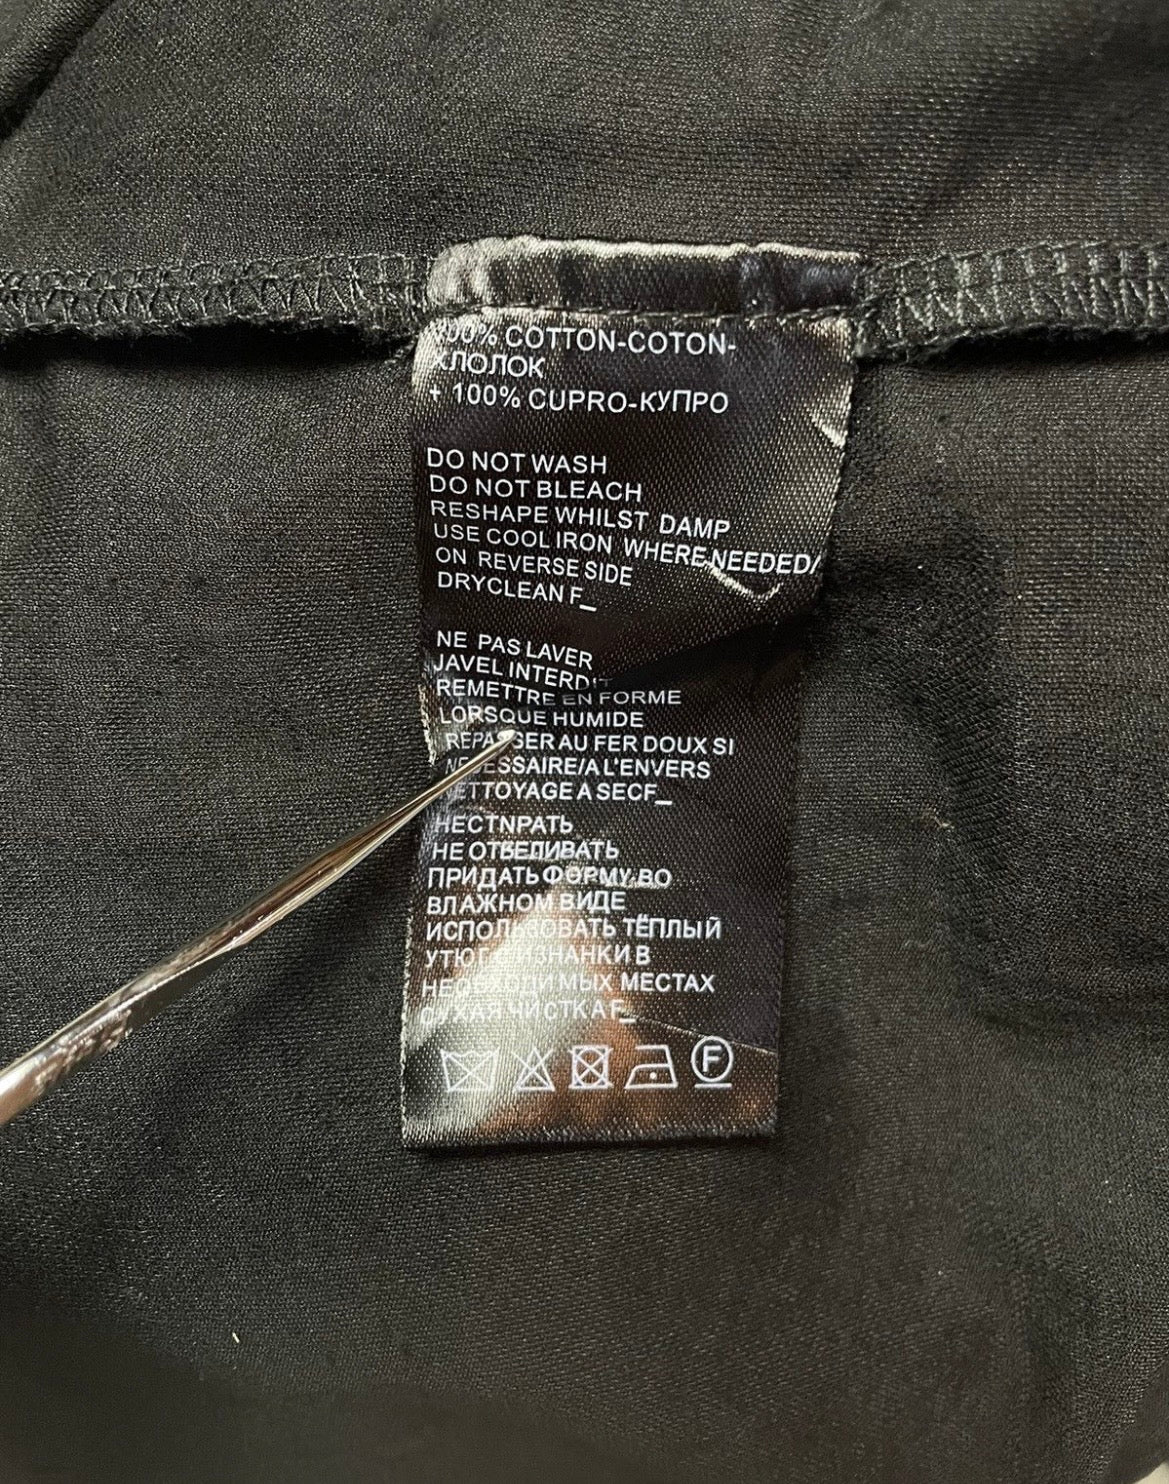 100% COTTON-COTON-
ХЛОПОК
+ 100% CUPRO-КУПРО
DO NOT WASH
DO NOT BLEACH
RESHAPE WHILST DAMP
USE COOL IRON WHERE NEEDED/
ON REVERSE SIDE
DRYCLEAN F_
NE PAS LAVER
JAVEL INTERDIT
REMETTRE EN FORME
LORSQUE HUMIDE
REPASSER AU FER DOUX SI
NECESSAIRE/A L'ENVERS
NETTOYAGE A SEC F_
НЕ СТNРАТЬ
НЕ ОТБЕЛИВАТЬ
ПРИДАТЬ ФОРМУ ВО
ВЛАЖНОМ ВИДЕ
ИСПОЛЬЗОВАТЬ ТЁПЛЫЙ
УТЮГ ИЗНАНКИ В
НЕОБХОДИМЫХ МЕСТАХ
СУХАЯ ЧИСТКА F_
F